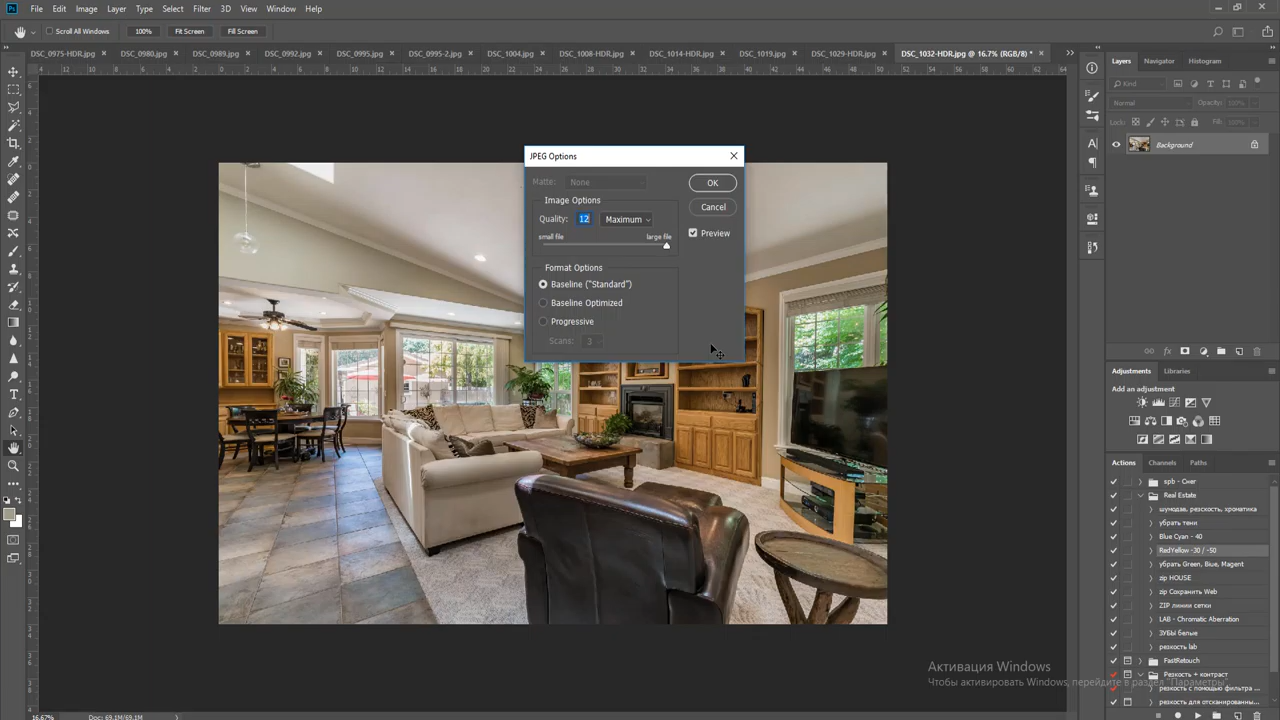 Ps File Edit Image Layer Type Select Filter 3D View Window Help
Scroll All Windows 100% Fit Screen Fill Screen
DSC_0975-HDR.jpg DSC_0980.jpg DSC_0989.jpg DSC_0992.jpg DSC_0995.jpg DSC_0995-2.jpg DSC_1004.jpg DSC_1008-HDR.jpg DSC_1014-HDR.jpg DSC_1019.jpg DSC_1029-HDR.jpg DSC_1032-HDR.jpg @ 16.7% (RGB/8) *
Layers Navigator Histogram
Kind
Normal Opacity: 100%
Lock: Fill: 100%
Background
JPEG Options
Matte: None
OK
Image Options
Cancel
Quality: 12 Maximum
Preview
small file large file
Format Options
Baseline ("Standard")
Baseline Optimized
Progressive
Scans: 3
Adjustments Libraries
Add an adjustment
Actions Channels Paths
spb - Снег
Real Estate
шумодав, резкость, хроматика
убрать тени
Blue Cyan - 40
RedYellow -30 / -50
убрать Green, Blue, Magent
zip HOUSE
zip Сохранить Web
ZIP линии сетки
LAB - Chromatic Aberration
ЗУБЫ белые
резкость lab
FastRetouch
Резкость + контраст
резкость с помощью фильтра ...
резкость для отсканированны...
Активация Windows
Чтобы активировать Windows, перейдите в раздел "Параметры".
16.67% Doc: 69.1M/69.1M